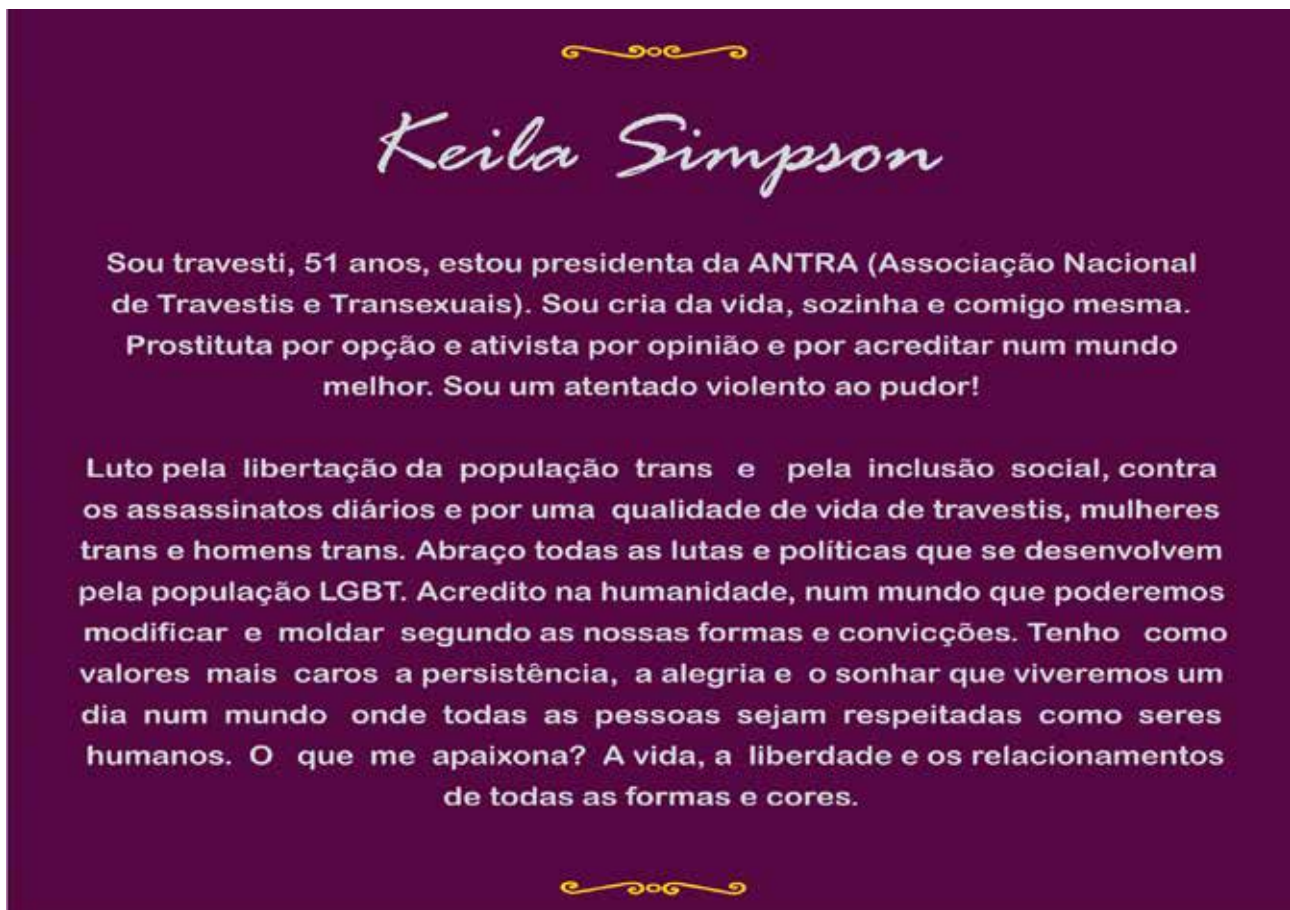 Keila Simpson
Sou travesti, 51 anos, estou presidenta da ANTRA (Associação Nacional
de Travestis e Transexuais). Sou cria da vida, sozinha e comigo mesma.
Prostituta por opção e ativista por opinião e por acreditar num mundo
melhor. Sou um atentado violento ao pudor!
Luto pela libertação da população trans e pela inclusão social, contra
os assassinatos diários e por uma qualidade de vida de travestis, mulheres
trans e homens trans. Abraço todas as lutas e políticas que se desenvolvem
pela população LGBT. Acredito na humanidade, num mundo que poderemos
modificar e moldar segundo as nossas formas e convicções. Tenho como
valores mais caros a persistência, a alegria e o sonhar que viveremos um
dia num mundo onde todas as pessoas sejam respeitadas como seres
humanos. O que me apaixona? A vida, a liberdade e os relacionamentos
de todas as formas e cores.